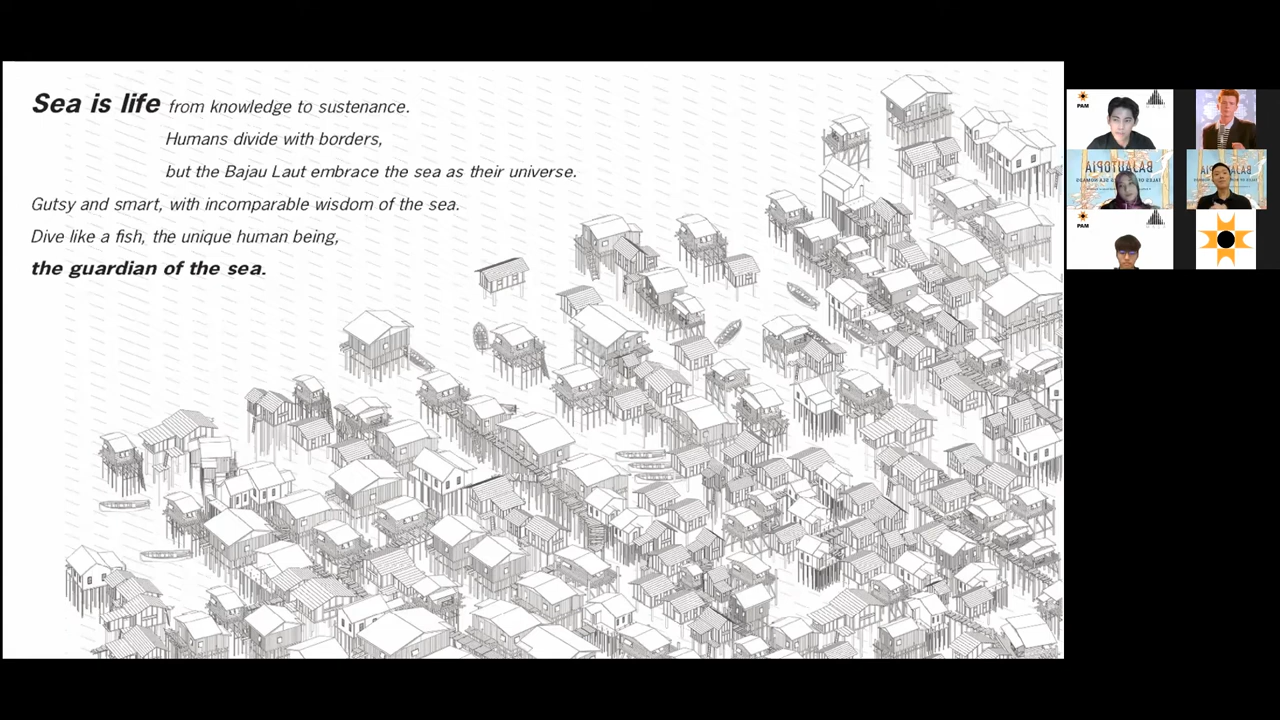 Sea is life from knowledge to sustenance.
Humans divide with borders,
but the Bajau Laut embrace the sea as their universe.
Gutsy and smart, with incomparable wisdom of the sea.
Dive like a fish, the unique human being,
the guardian of the sea.
PAM
BAJAUTOPIA
PAM